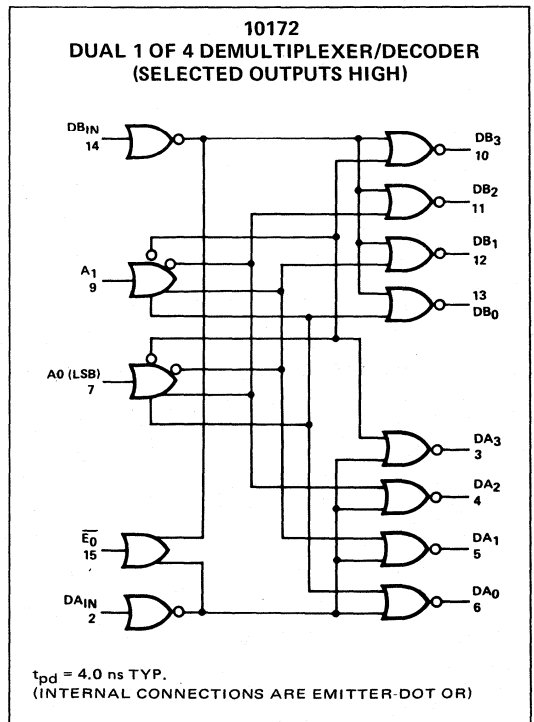 10172
DUAL 1 OF 4 DEMULTIPLEXER/DECODER
(SELECTED OUTPUTS HIGH)
DBIN
14
DB3
10
DB2
11
A1
9
DB1
12
13
DB0
A0 (LSB)
7
DA3
3
DA2
4
E0
15
DA1
5
DAIN
2
DA0
6
tpd = 4.0 ns TYP.
(INTERNAL CONNECTIONS ARE EMITTER-DOT OR)